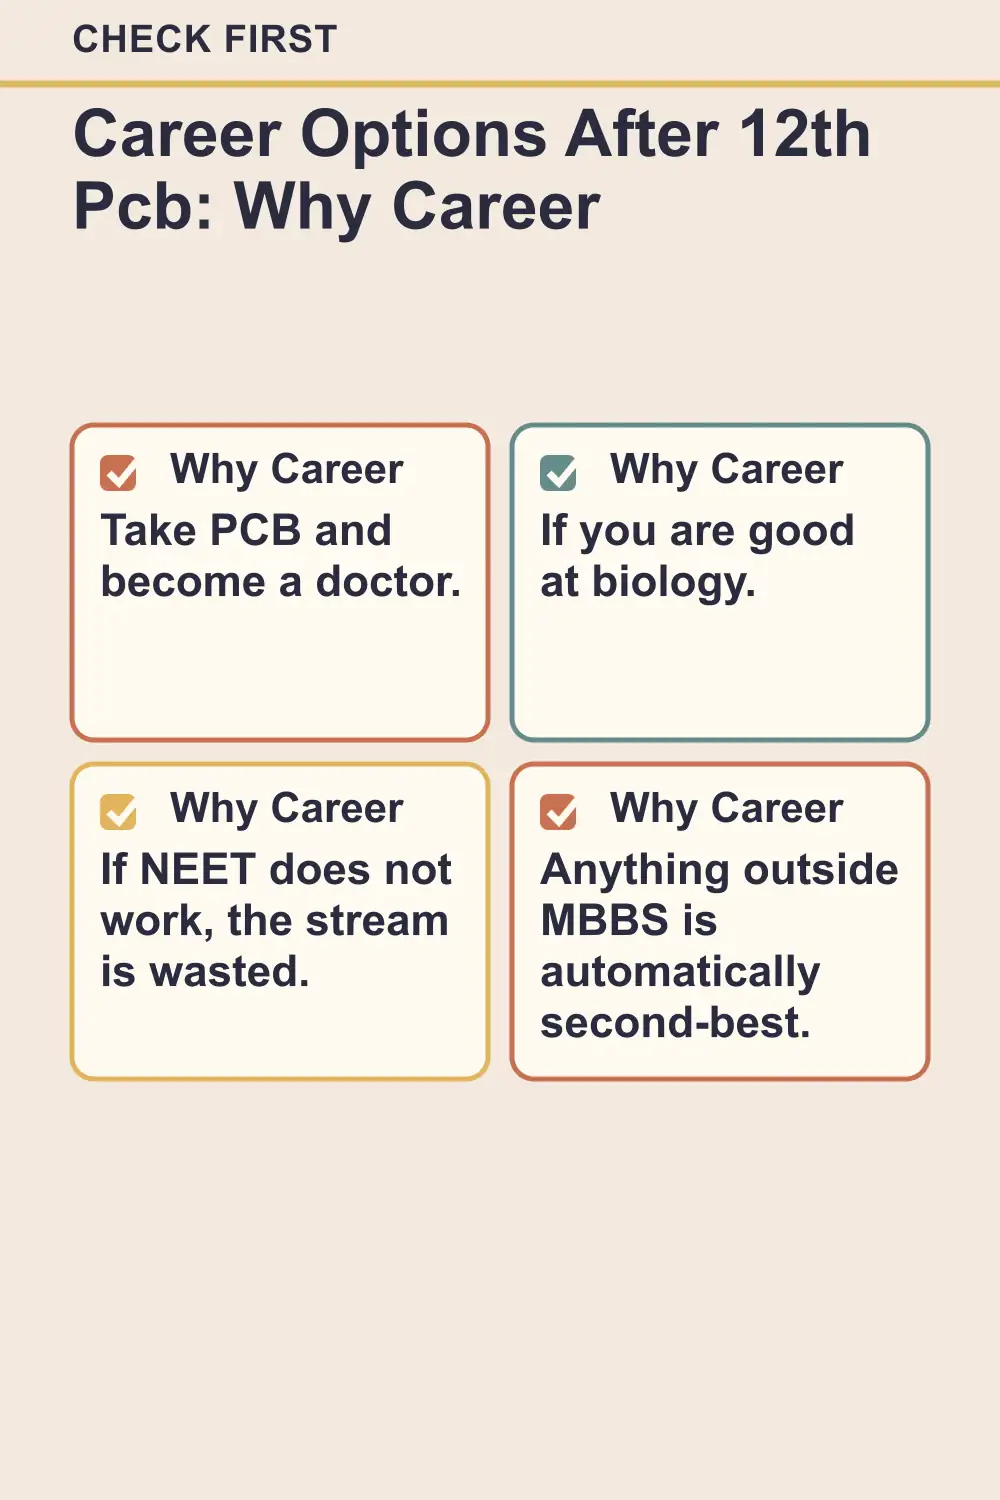 CHECK FIRST
Career Options After 12th
Pcb: Why Career
Why Career
Take PCB and
become a doctor.
Why Career
If you are good
at biology.
Why Career
If NEET does not
work, the stream
is wasted.
Why Career
Anything outside
MBBS is
automatically
second-best.